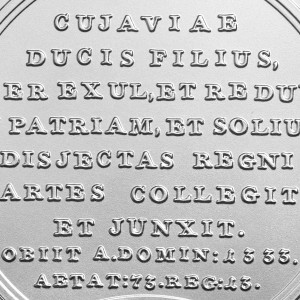 CUJAVIAE
DUCIS FILIUS,
ER EXUL, ET REDU
PATRIAM, ET SOLIU
DISJECTAS REGNI
ARTES COLLEGIT
ET JUNXIT.
OBIIT A.DOMIN: 1333.
AETAT: 73. REG: 13.